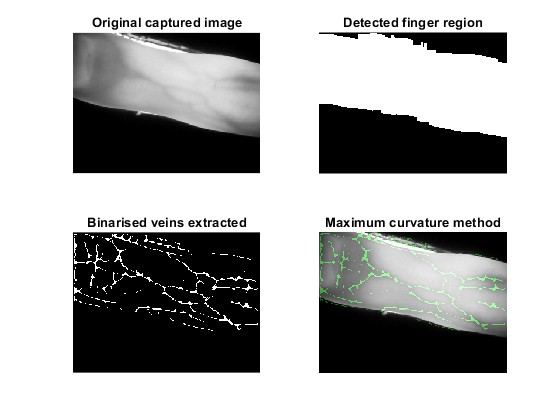 Original captured image
Detected finger region
Binarised veins extracted
Maximum curvature method